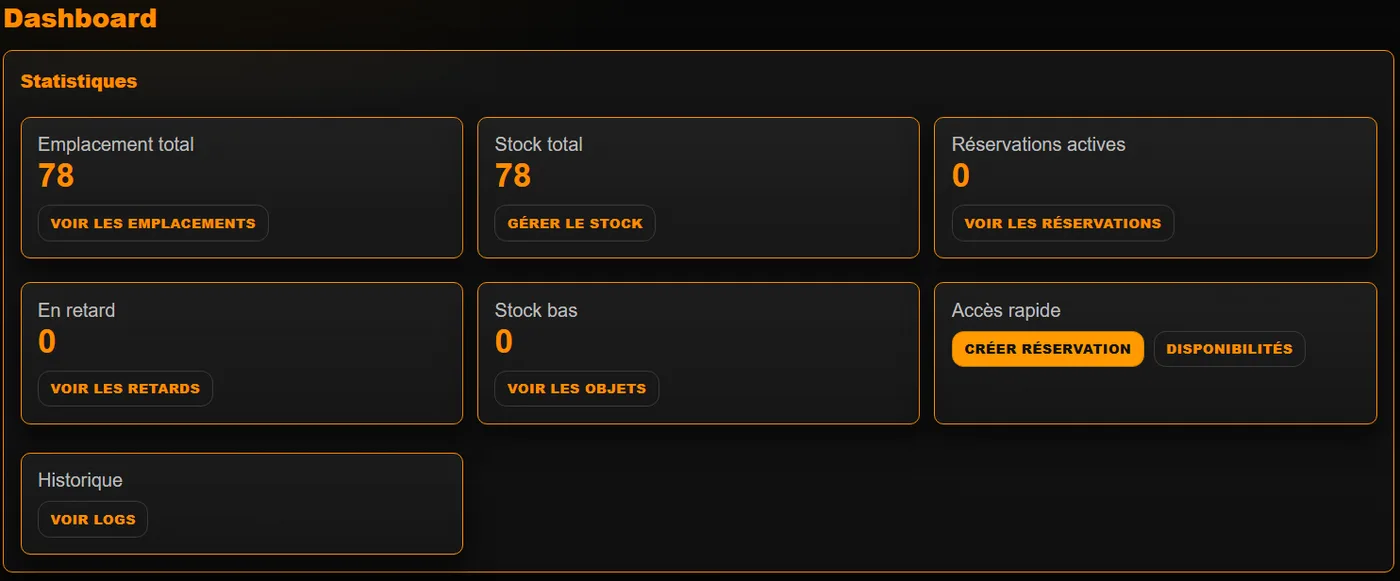 Dashboard
Statistiques
Emplacement total
78
VOIR LES EMPLACEMENTS
Stock total
78
GÉRER LE STOCK
Réservations actives
0
VOIR LES RÉSERVATIONS
En retard
0
VOIR LES RETARDS
Stock bas
0
VOIR LES OBJETS
Accès rapide
CRÉER RÉSERVATION DISPONIBILITÉS
Historique
VOIR LOGS